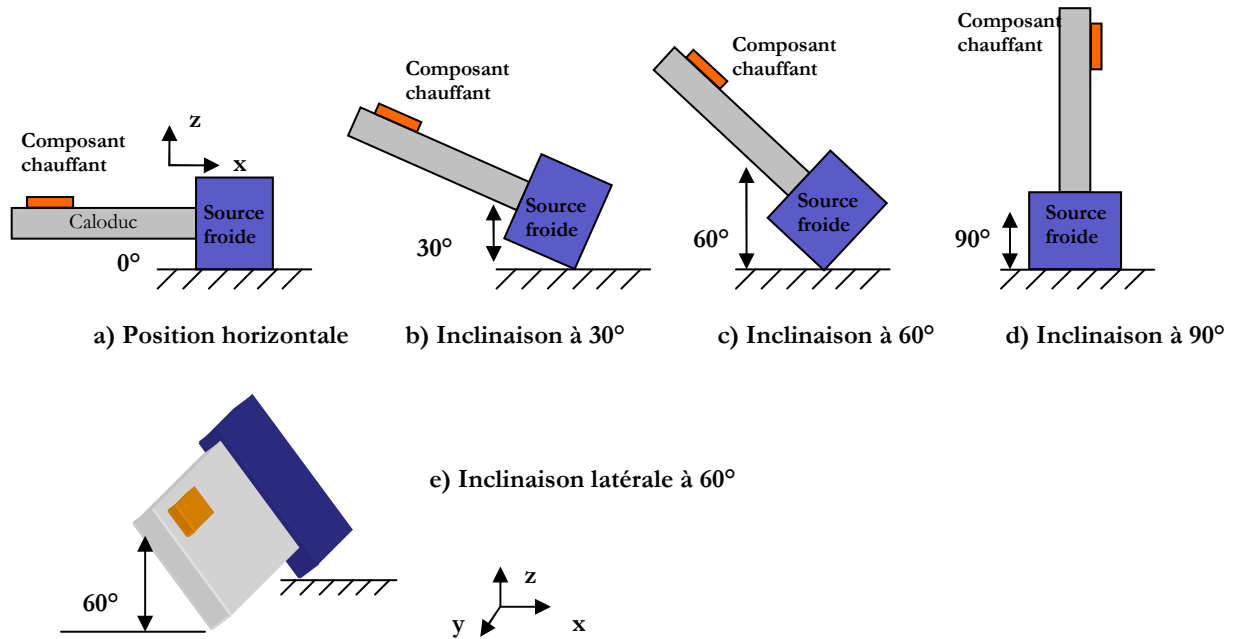 Composant
chauffant
z
x
Caloduc
Source
froide
0°
a) Position horizontale
Composant
chauffant
Source
froide
30°
b) Inclinaison à 30°
Composant
chauffant
Source
froide
60°
c) Inclinaison à 60°
Composant
chauffant
Source
froide
90°
d) Inclinaison à 90°
e) Inclinaison latérale à 60°
60°
z
y
x